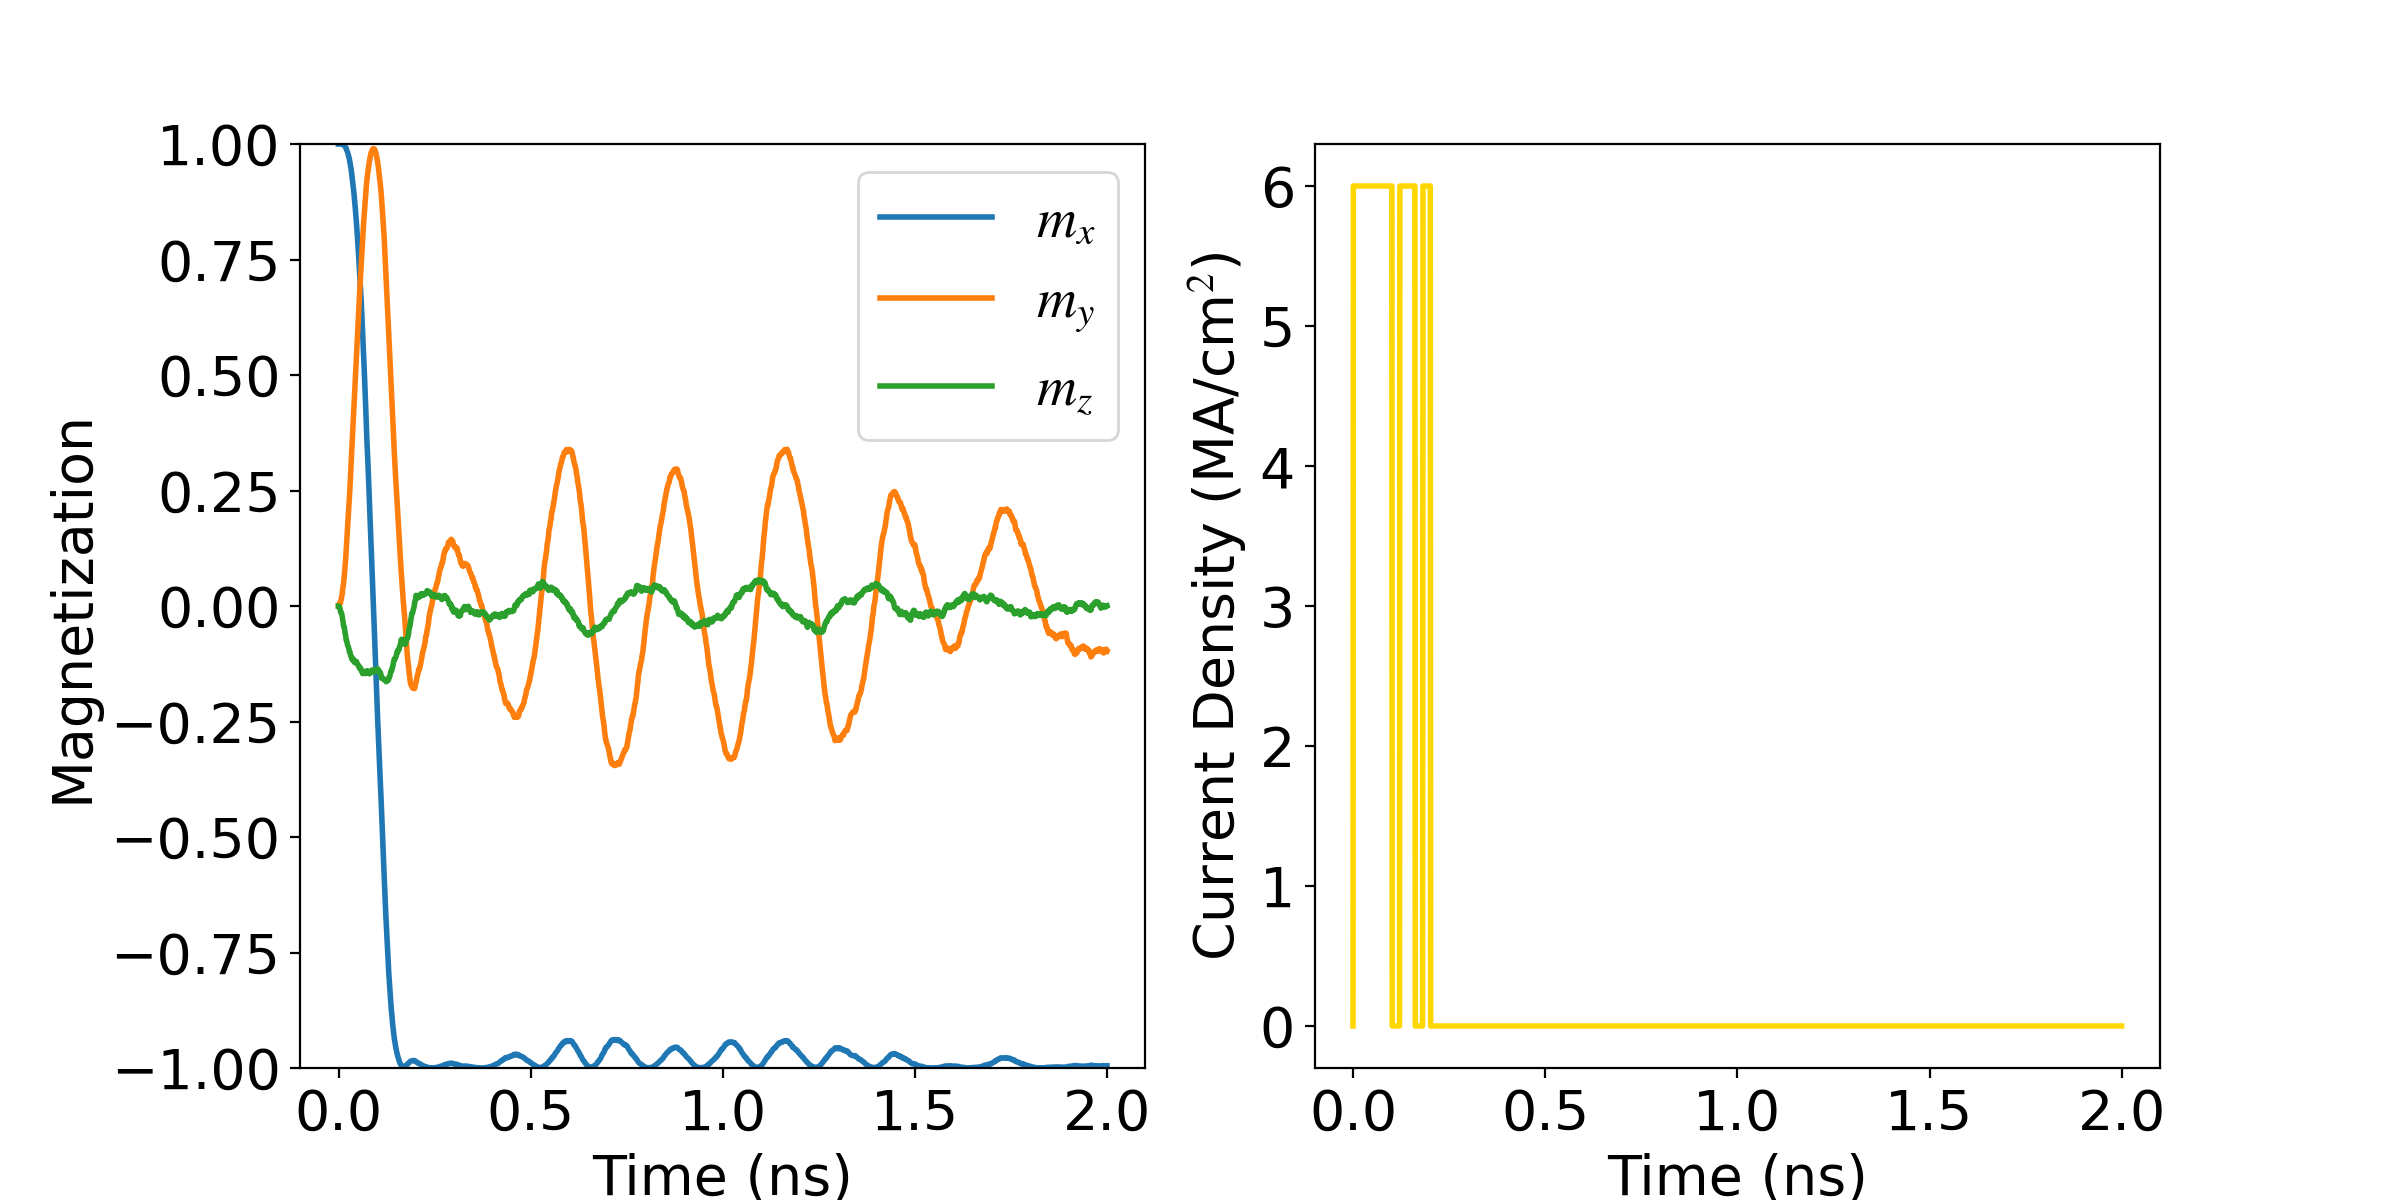 1.00
0.75
0.50
0.25
0.00
−0.25
−0.50
−0.75
−1.00
Magnetization
0.0 0.5 1.0 1.5 2.0
Time (ns)
m_x
m_y
m_z
6
5
4
3
2
1
0
Current Density (MA/cm²)
0.0 0.5 1.0 1.5 2.0
Time (ns)